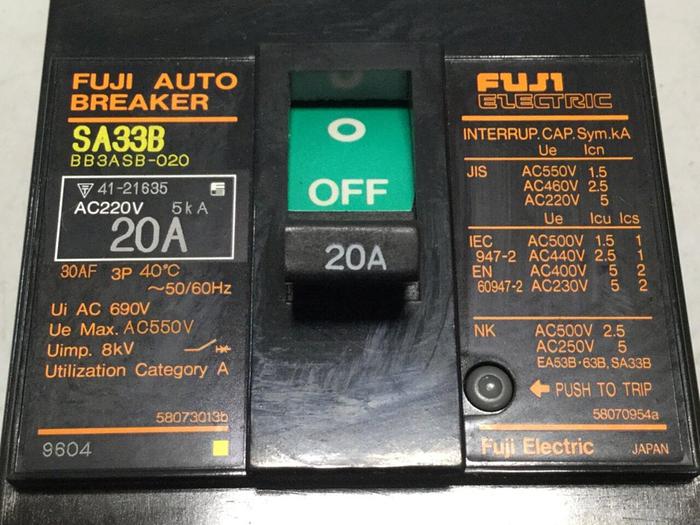 FUJI AUTO
BREAKER
SA33B
BB3ASB-020
41-21635
AC220V 5kA
20A
30AF 3P 40°C
~50/60Hz
Ui AC 690V
Ue Max. AC550V
Uimp. 8kV
Utilization Category A
58073013b
9604
O
OFF
20A
FUJI
ELECTRIC
INTERRUP.CAP.Sym.kA
Ue Icn
JIS AC550V 1.5
AC460V 2.5
AC220V 5
Ue Icu Ics
IEC AC500V 1.5 1
947-2 AC440V 2.5 1
EN AC400V 5 2
60947-2 AC230V 5 2
NK AC500V 2.5
AC250V 5
EA53B·63B, SA33B
← PUSH TO TRIP
58070954a
Fuji Electric JAPAN